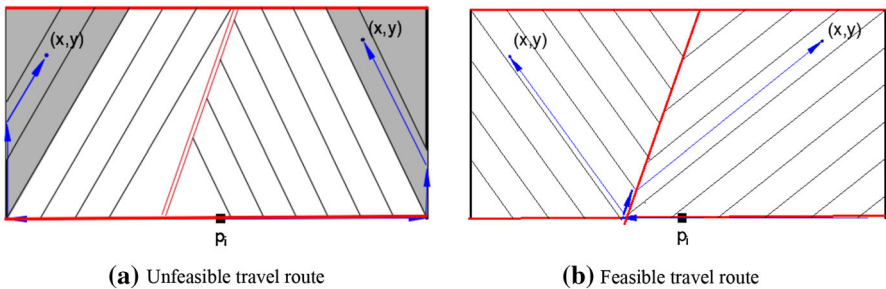 (x,y)
(x,y)
(x,y)
(x,y)
pi
pi
(a) Unfeasible travel route
(b) Feasible travel route